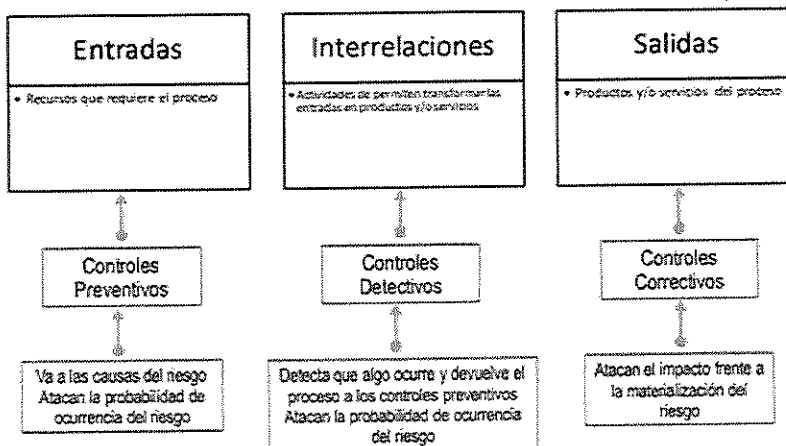 Entradas
• Recursos que requiere el proceso
Interrelaciones
• Actividades de permiten transformar las
entradas en productos y/o servicios
Salidas
• Productos y/o servicios del proceso
Controles
Preventivos
Controles
Detectivos
Controles
Correctivos
Va a las causas del riesgo
Atacan la probabilidad de
ocurrencia del riesgo
Detecta que algo ocurre y devuelve el
proceso a los controles preventivos
Atacan la probabilidad de ocurrencia
del riesgo
Atacan el impacto frente a
la materialización del
riesgo